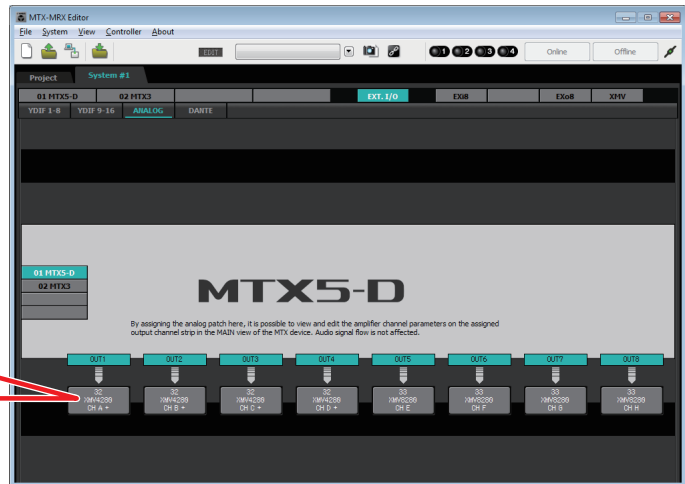 MTX-MRX Editor
File System View Controller About
EDIT 1 2 3 4 Online Offline
Project System #1
01 MTX5-D 02 MTX3 EXT. I/O EXi8 EXo8 XMV
YDIF 1-8 YDIF 9-16 ANALOG DANTE
01 MTX5-D
02 MTX3
MTX5-D
By assigning the analog patch here, it is possible to view and edit the amplifier channel parameters on the assigned
output channel strip in the MAIN view of the MTX device. Audio signal flow is not affected.
OUT1 OUT2 OUT3 OUT4 OUT5 OUT6 OUT7 OUT8
32 32 32 32 33 33 33 33
XMV4280 XMV4280 XMV4280 XMV4280 XMV8280 XMV8280 XMV8280 XMV8280
CH A + CH B + CH C + CH D + CH E CH F CH G CH H